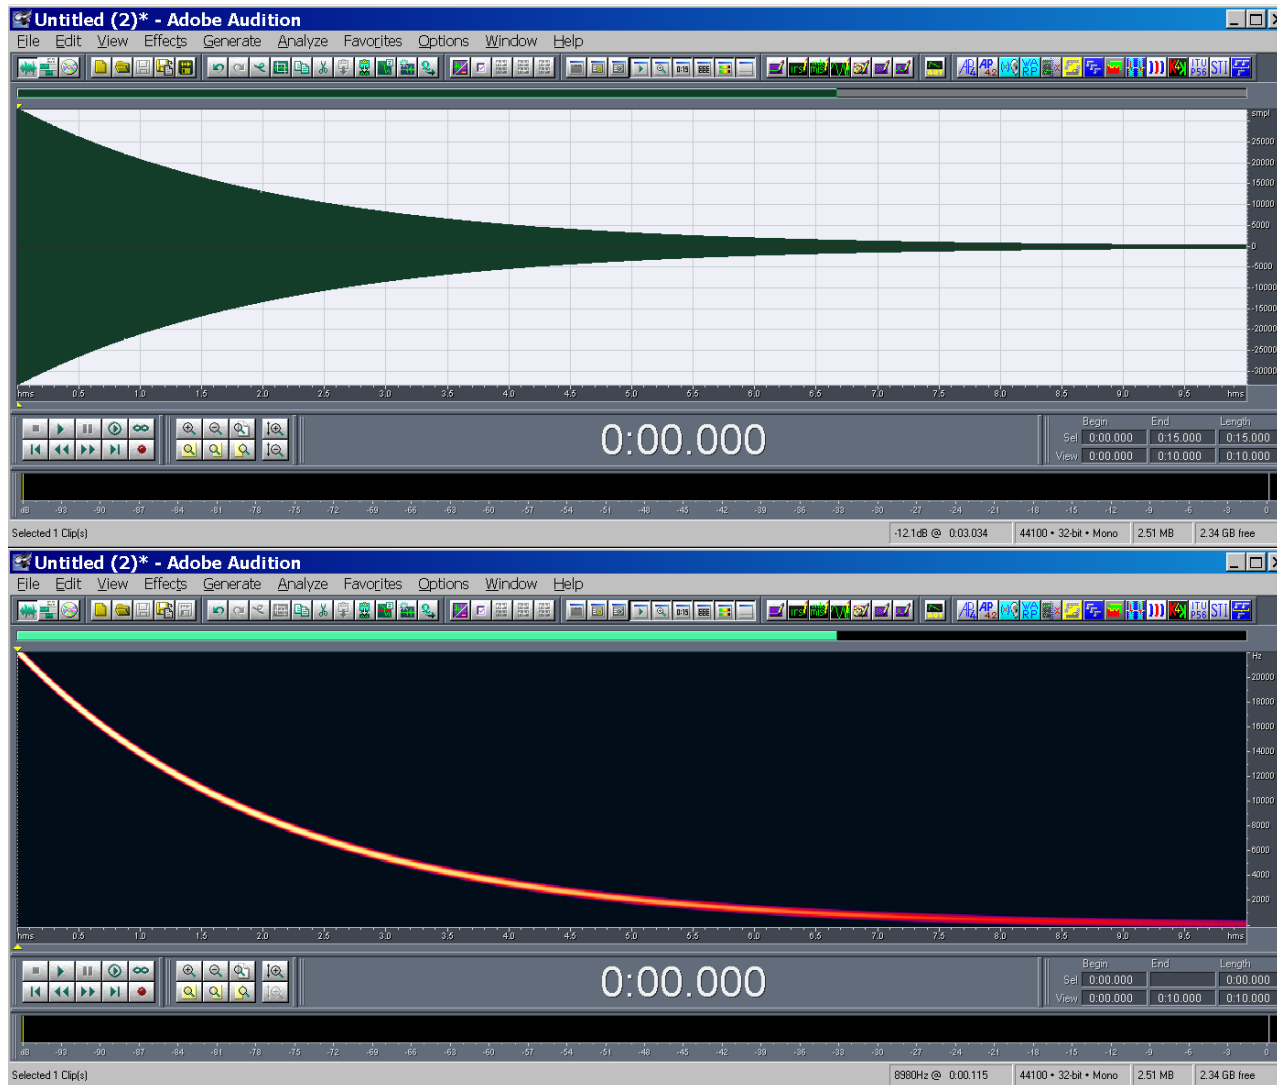 Untitled (2)* - Adobe Audition
File Edit View Effects Generate Analyze Favorites Options Window Help
smpl
25000
20000
15000
10000
5000
0
-5000
-10000
-15000
-20000
-25000
-30000
hms 0.5 1.0 1.5 2.0 2.5 3.0 3.5 4.0 4.5 5.0 5.5 6.0 6.5 7.0 7.5 8.0 8.5 9.0 9.5 hms
0:00.000
Begin End Length
Sel 0:00.000 0:15.000 0:15.000
View 0:00.000 0:10.000 0:10.000
dB -93 -90 -87 -84 -81 -78 -75 -72 -69 -66 -63 -60 -57 -54 -51 -48 -45 -42 -39 -36 -33 -30 -27 -24 -21 -18 -15 -12 -9 -6 -3 0
Selected 1 Clip(s) -12.1dB @ 0:03.034 44100 • 32-bit • Mono 2.51 MB 2.34 GB free
Untitled (2)* - Adobe Audition
File Edit View Effects Generate Analyze Favorites Options Window Help
Hz
20000
18000
16000
14000
12000
10000
8000
6000
4000
2000
hms 0.5 1.0 1.5 2.0 2.5 3.0 3.5 4.0 4.5 5.0 5.5 6.0 6.5 7.0 7.5 8.0 8.5 9.0 9.5 hms
0:00.000
Begin End Length
Sel 0:00.000 0:00.000
View 0:00.000 0:10.000 0:10.000
dB -93 -90 -87 -84 -81 -78 -75 -72 -69 -66 -63 -60 -57 -54 -51 -48 -45 -42 -39 -36 -33 -30 -27 -24 -21 -18 -15 -12 -9 -6 -3 0
Selected 1 Clip(s) 8980Hz @ 0:00.115 44100 • 32-bit • Mono 2.51 MB 2.34 GB free